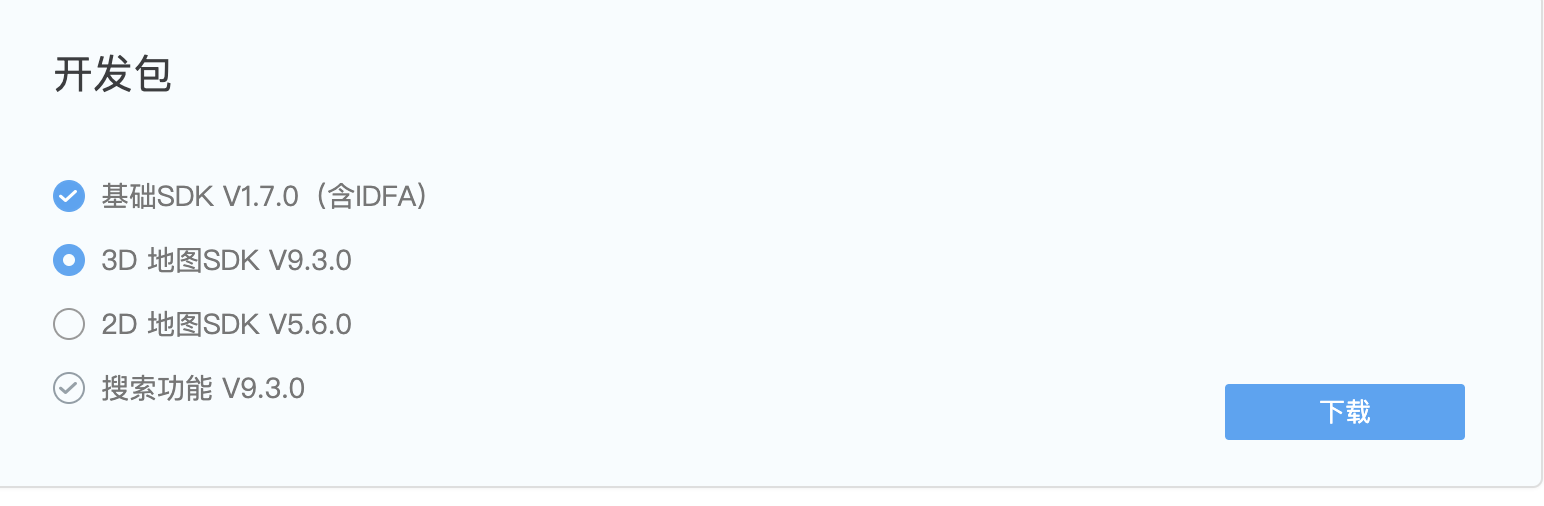 开发包
基础SDK V1.7.0（含IDFA）
3D 地图SDK V9.3.0
2D 地图SDK V5.6.0
搜索功能 V9.3.0
下载